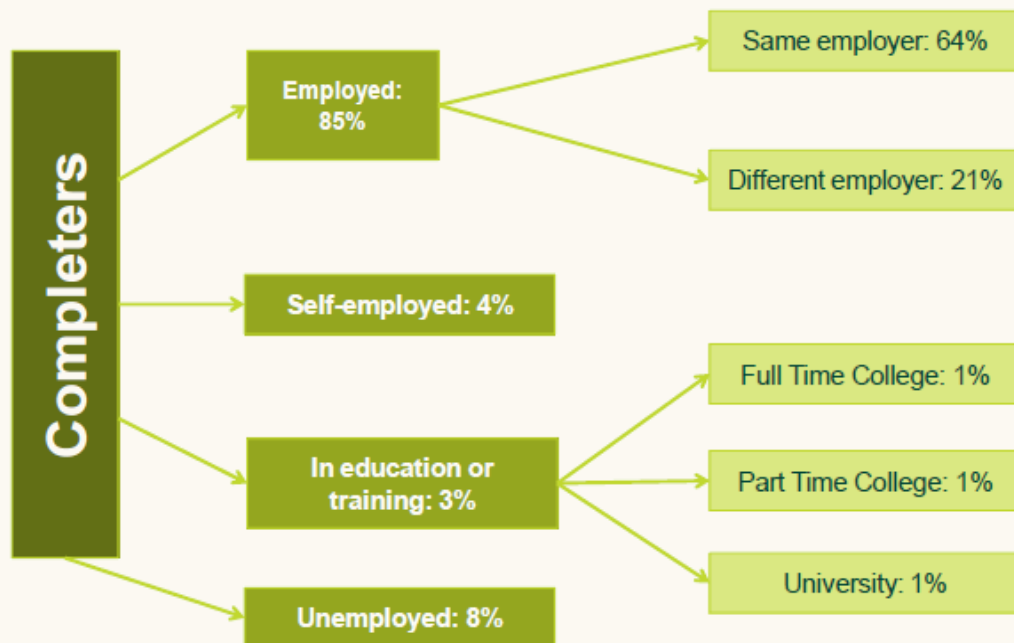 Completers
Employed:
85%
Same employer: 64%
Different employer: 21%
Self-employed: 4%
In education or
training: 3%
Full Time College: 1%
Part Time College: 1%
University: 1%
Unemployed: 8%